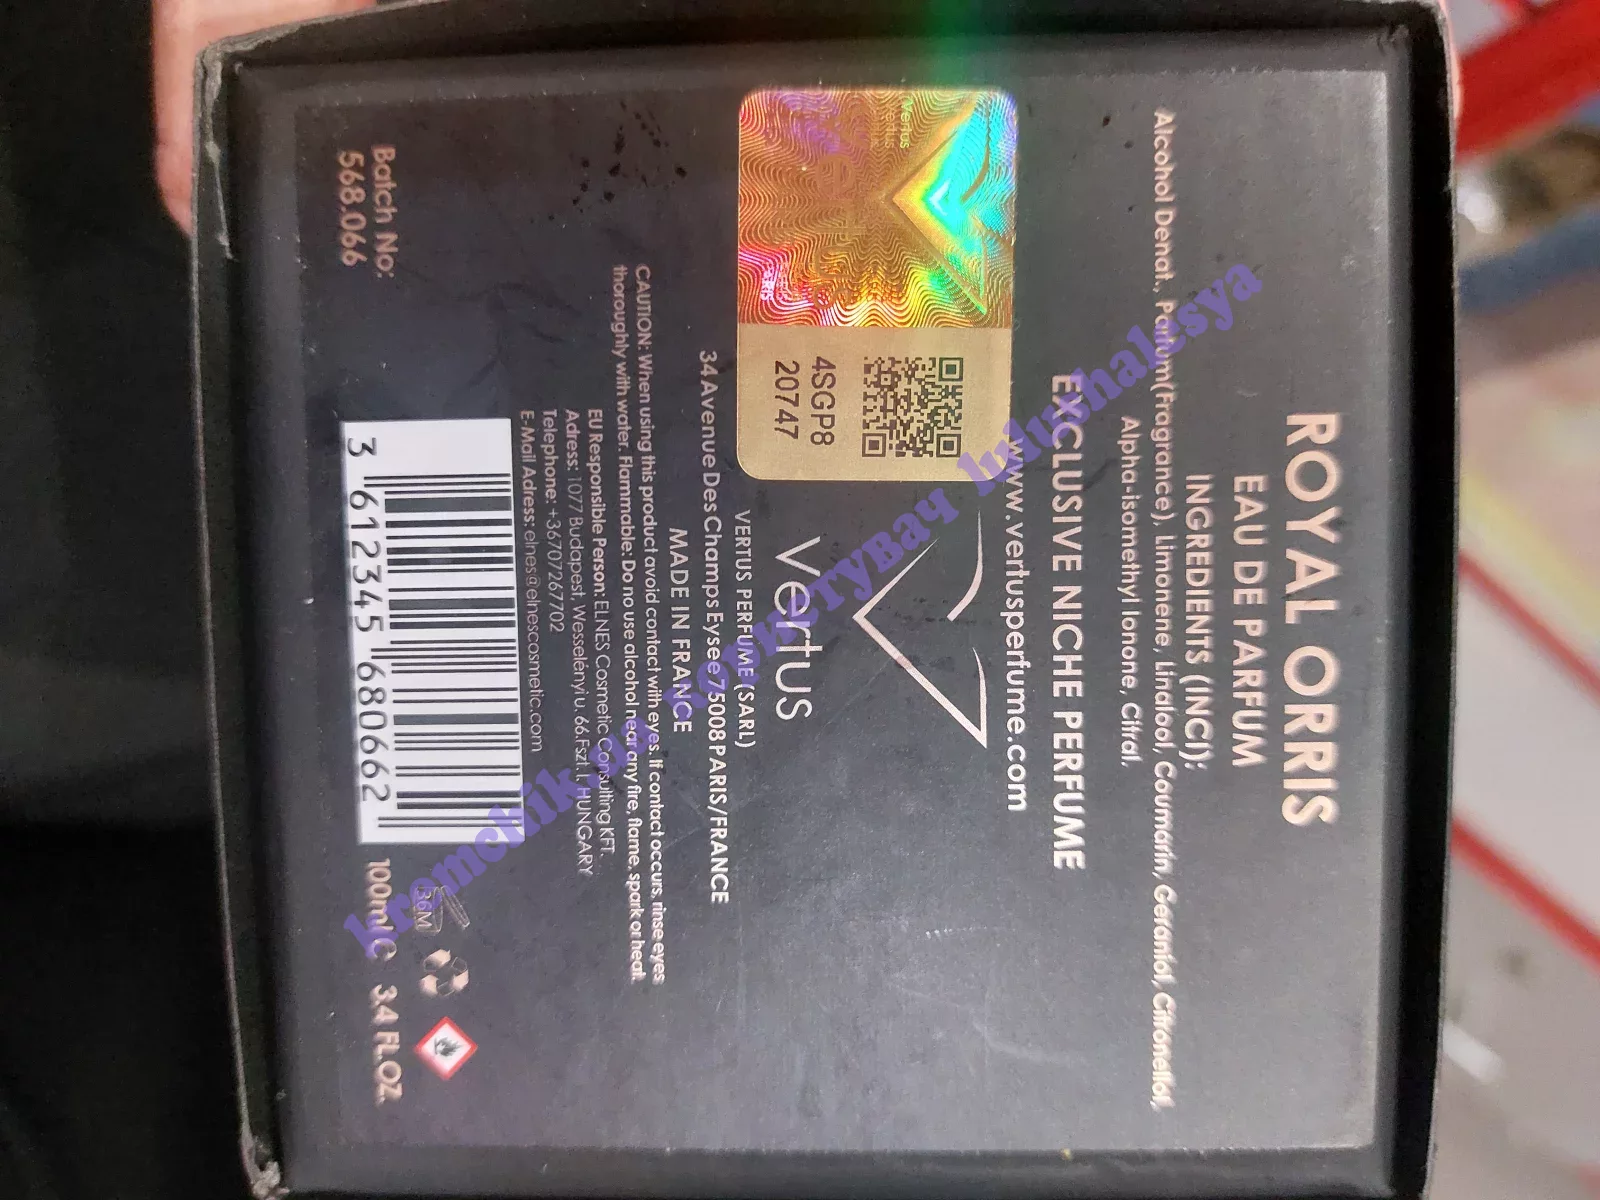 ROYAL ORRIS
EAU DE PARFUM
INGREDIENTS (INCI):
Alcohol Denat., Parfum(Fragrance), Limonene, Linalool, Coumarin, Geraniol, Citronellol,
Alpha-isomethyl Ionone, Citral,
EXCLUSIVE NICHE PERFUME
www.vertusperfume.com
Vertus
4SGP8
20747
VERTUS PERFUME (SARL)
34 Avenue Des Champs Eysee 75008 PARIS/FRANCE
MADE IN FRANCE
CAUTION: When using this product avoid contact with eyes. If contact occurs, rinse eyes
thoroughly with water. Flammable: Do no use alcohol near any fire, flame, spark or heat.
EU Responsible Person: ELNES Cosmetic Consulting KFT.
Adress: 1077 Budapest, Wesselényi u. 66.Fszt. I, HUNGARY
Telephone: +36707267702
E-Mail Adress: elnes@elnescosmetic.com
Batch No:
568.066
3 612345 680662
36M
100ml e 3.4 FL.OZ.